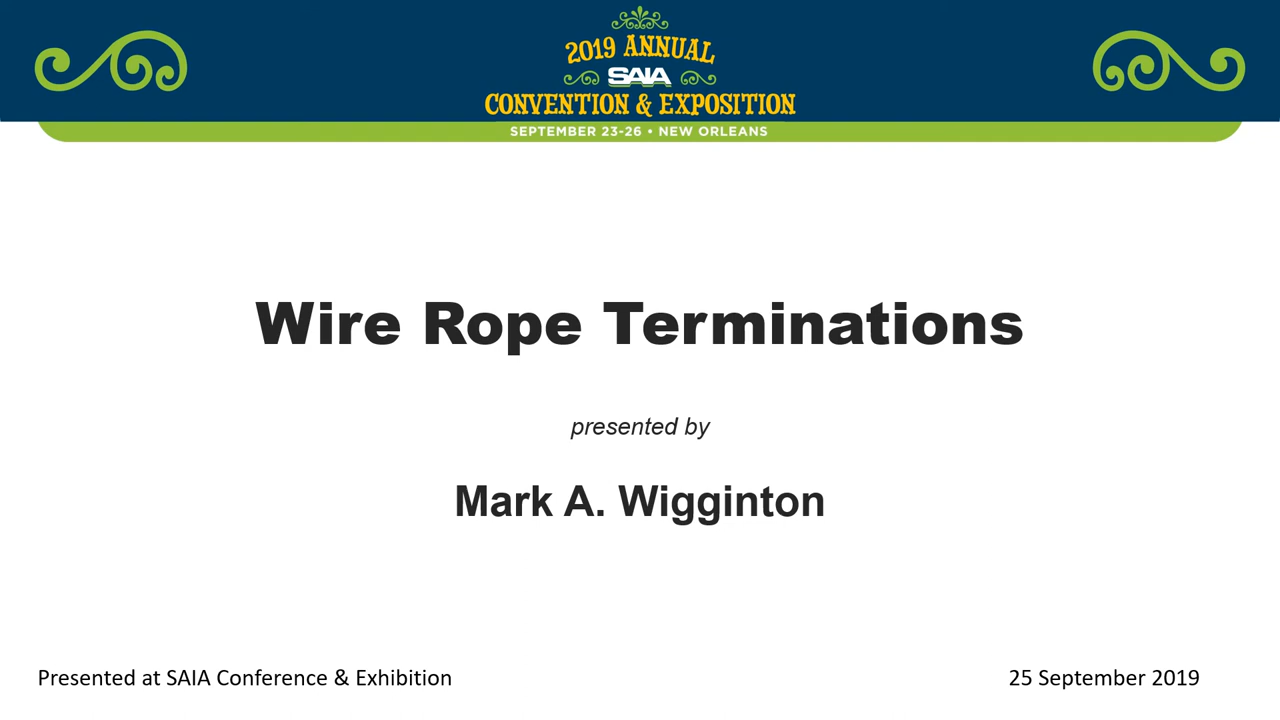 2019 ANNUAL
SAIA
CONVENTION & EXPOSITION
SEPTEMBER 23-26 • NEW ORLEANS
Wire Rope Terminations
presented by
Mark A. Wigginton
Presented at SAIA Conference & Exhibition
25 September 2019